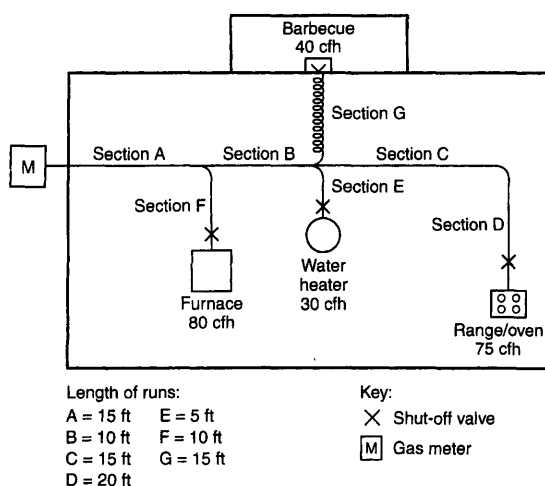 Barbecue
40 cfh
Section G
M
Section A
Section B
Section C
Section E
Section F
Section D
Water
heater
30 cfh
Furnace
80 cfh
Range/oven
75 cfh
Length of runs:
A = 15 ft E = 5 ft
B = 10 ft F = 10 ft
C = 15 ft G = 15 ft
D = 20 ft
Key:
Shut-off valve
M Gas meter